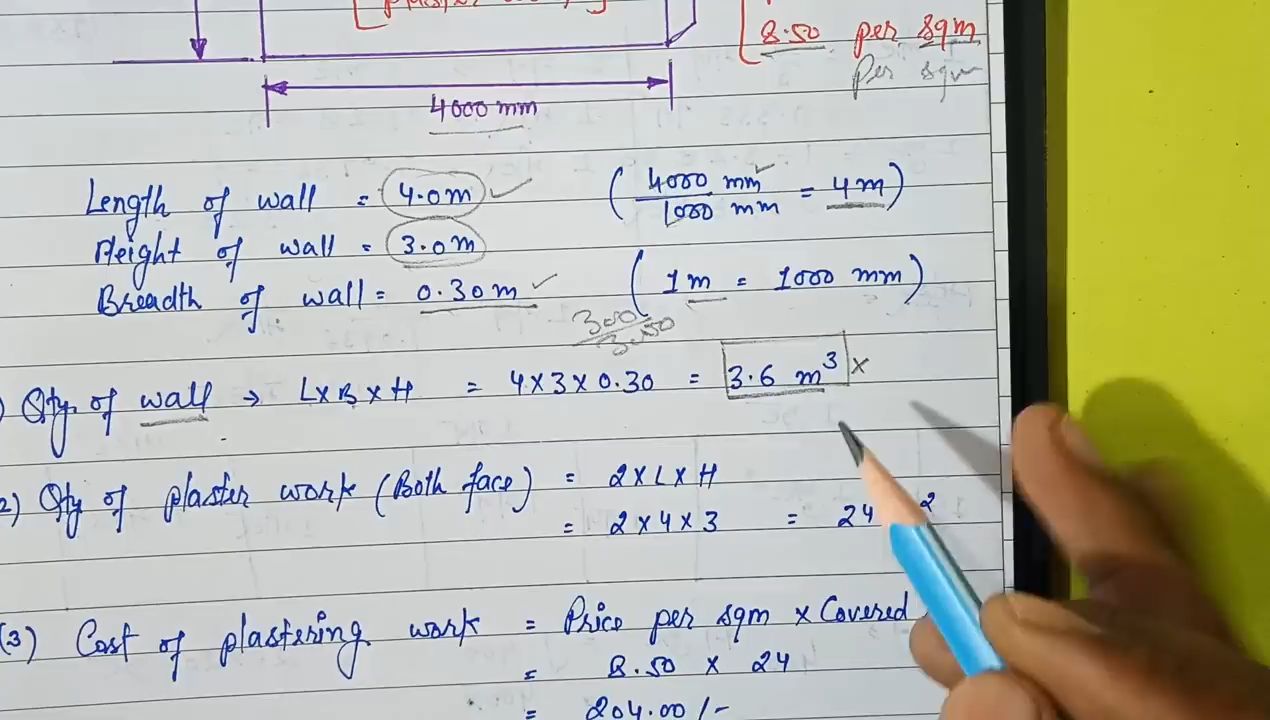 8.50 per sqm
Per sqm
4000 mm
Length of wall = 4.0m (4000 mm / 1000 mm = 4m)
Height of wall = 3.0m
Breadth of wall = 0.30m (1m = 1000 mm)
300
Qty. of wall → L×B×H = 4×3×0.30 = 3.6 m³ ×
2) Qty of plaster work (Both face) = 2×L×H
= 2×4×3 = 24 2
(3) Cost of plastering work = Price per sqm × Covered
= 8.50 × 24
= 204.00/-